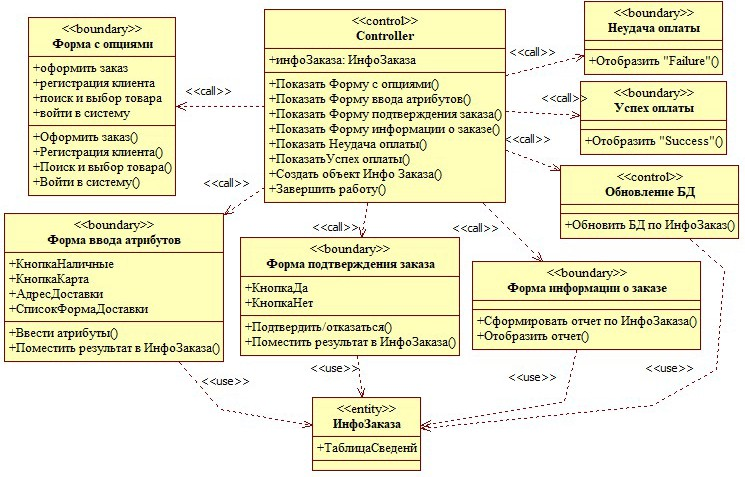 <<boundary>>
Форма с опциями
+оформить заказ
+регистрация клиента
+поиск и выбор товара
+войти в систему
+Оформить заказ()
+Регистрация клиента()
+Поиск и выбор товара()
+Войти в систему()
<<call>>
<<control>>
Controller
+инфоЗаказа: ИнфоЗаказа
+Показать Форму с опциями()
+Показать Форму ввода атрибутов()
+Показать Форму подтверждения заказа()
+Показать Форму информации о заказе()
+Показать Неудача оплаты()
+ПоказатьУспех оплаты()
+Создать объект Инфо Заказа()
+Завершить работу()
<<call>>
<<boundary>>
Неудача оплаты
+Отобразить "Failure"()
<<call>>
<<boundary>>
Успех оплаты
+Отобразить "Success"()
<<call>>
<<control>>
Обновление БД
+Обновить БД по ИнфоЗаказ()
<<call>>
<<boundary>>
Форма ввода атрибутов
+КнопкаНаличные
+КнопкаКарта
+АдресДоставки
+СписокФормаДоставки
+Ввести атрибуты()
+Поместить результат в ИнфоЗаказа()
<<call>>
<<boundary>>
Форма подтверждения заказа
+КнопкаДа
+КнопкаНет
+Подтвердить/отказаться()
+Поместить результат в ИнфоЗаказа()
<<call>>
<<boundary>>
Форма информации о заказе
+Сформировать отчет по ИнфоЗаказа()
+Отобразить отчет()
<<use>>
<<use>>
<<use>>
<<use>>
<<entity>>
ИнфоЗаказа
+ТаблицаСведенй